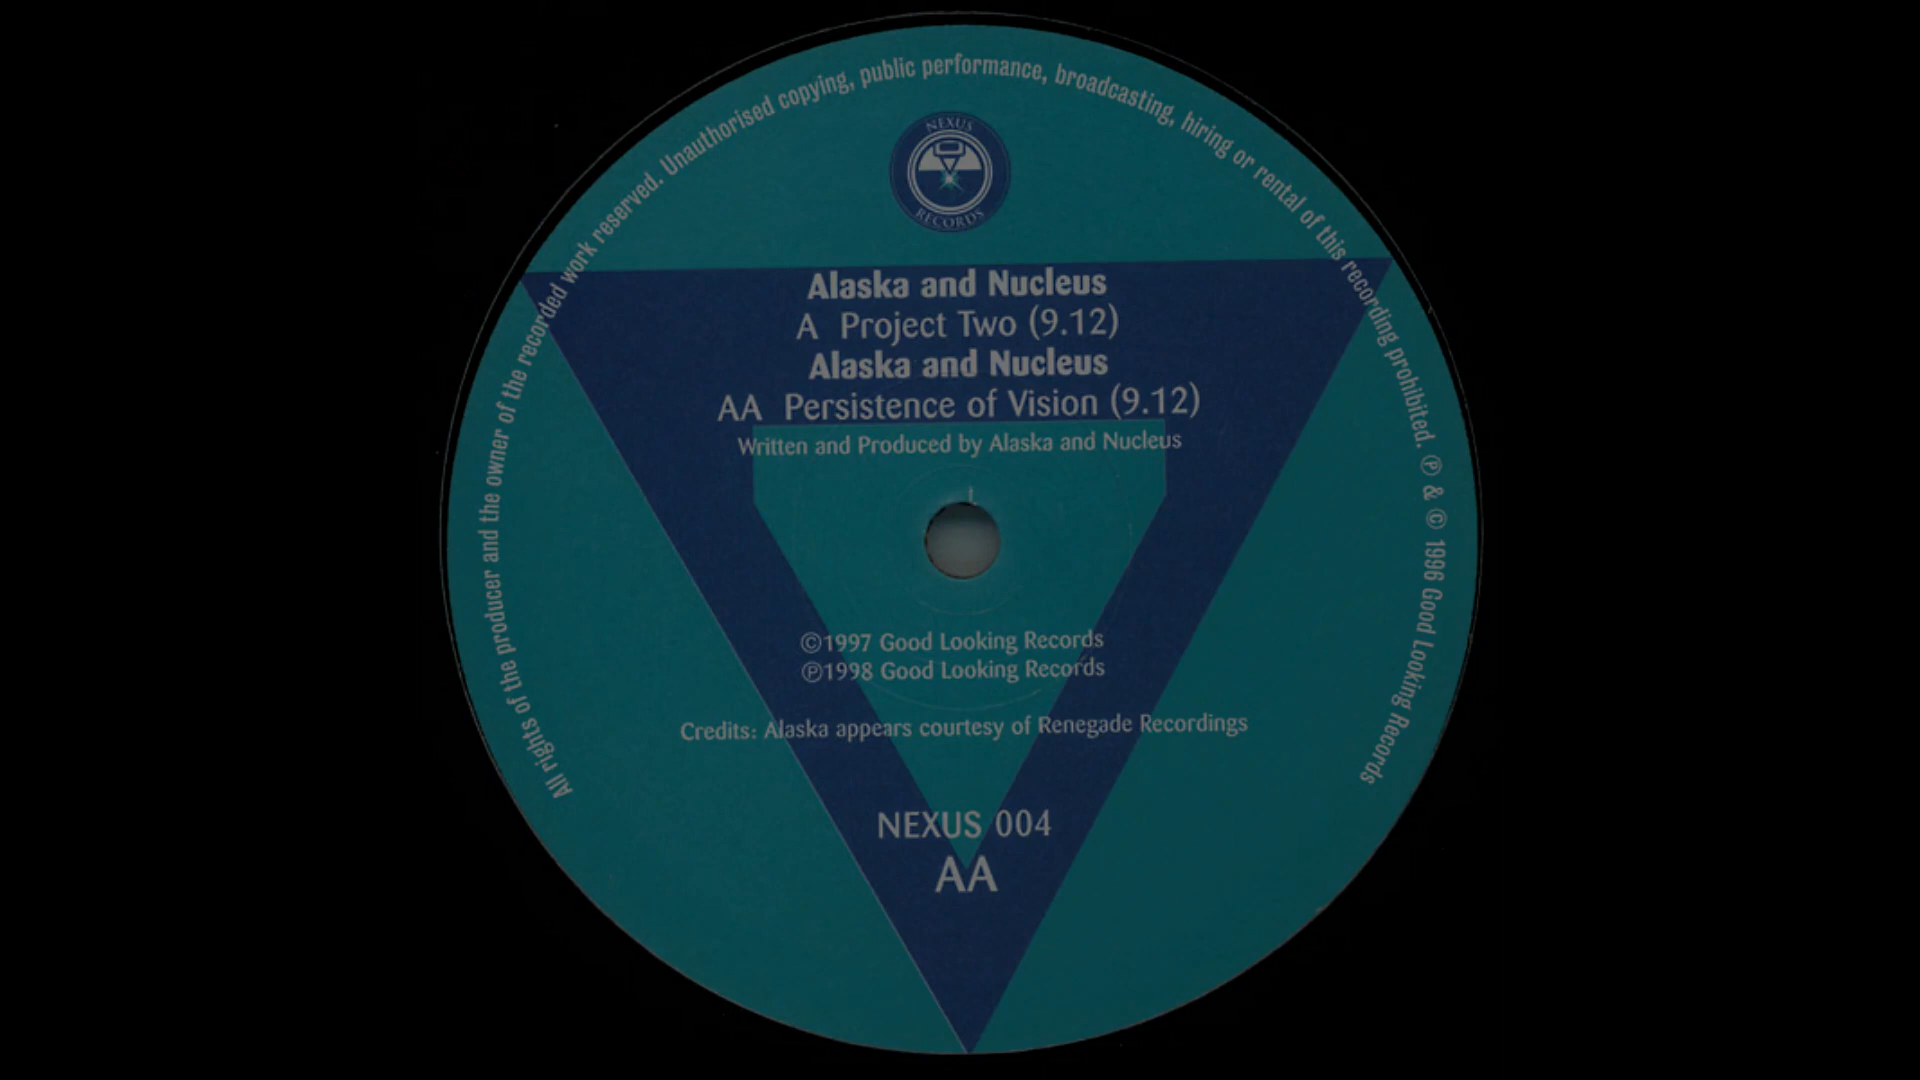 All rights of the producer and the owner of the recorded work reserved. Unauthorised copying, public performance, broadcasting, hiring or rental of this recording prohibited. ℗ & © 1996 Good Looking Records
NEXUS
RECORDS
Alaska and Nucleus
A Project Two (9.12)
Alaska and Nucleus
AA Persistence of Vision (9.12)
Written and Produced by Alaska and Nucleus
©1997 Good Looking Records
℗1998 Good Looking Records
Credits: Alaska appears courtesy of Renegade Recordings
NEXUS 004
AA